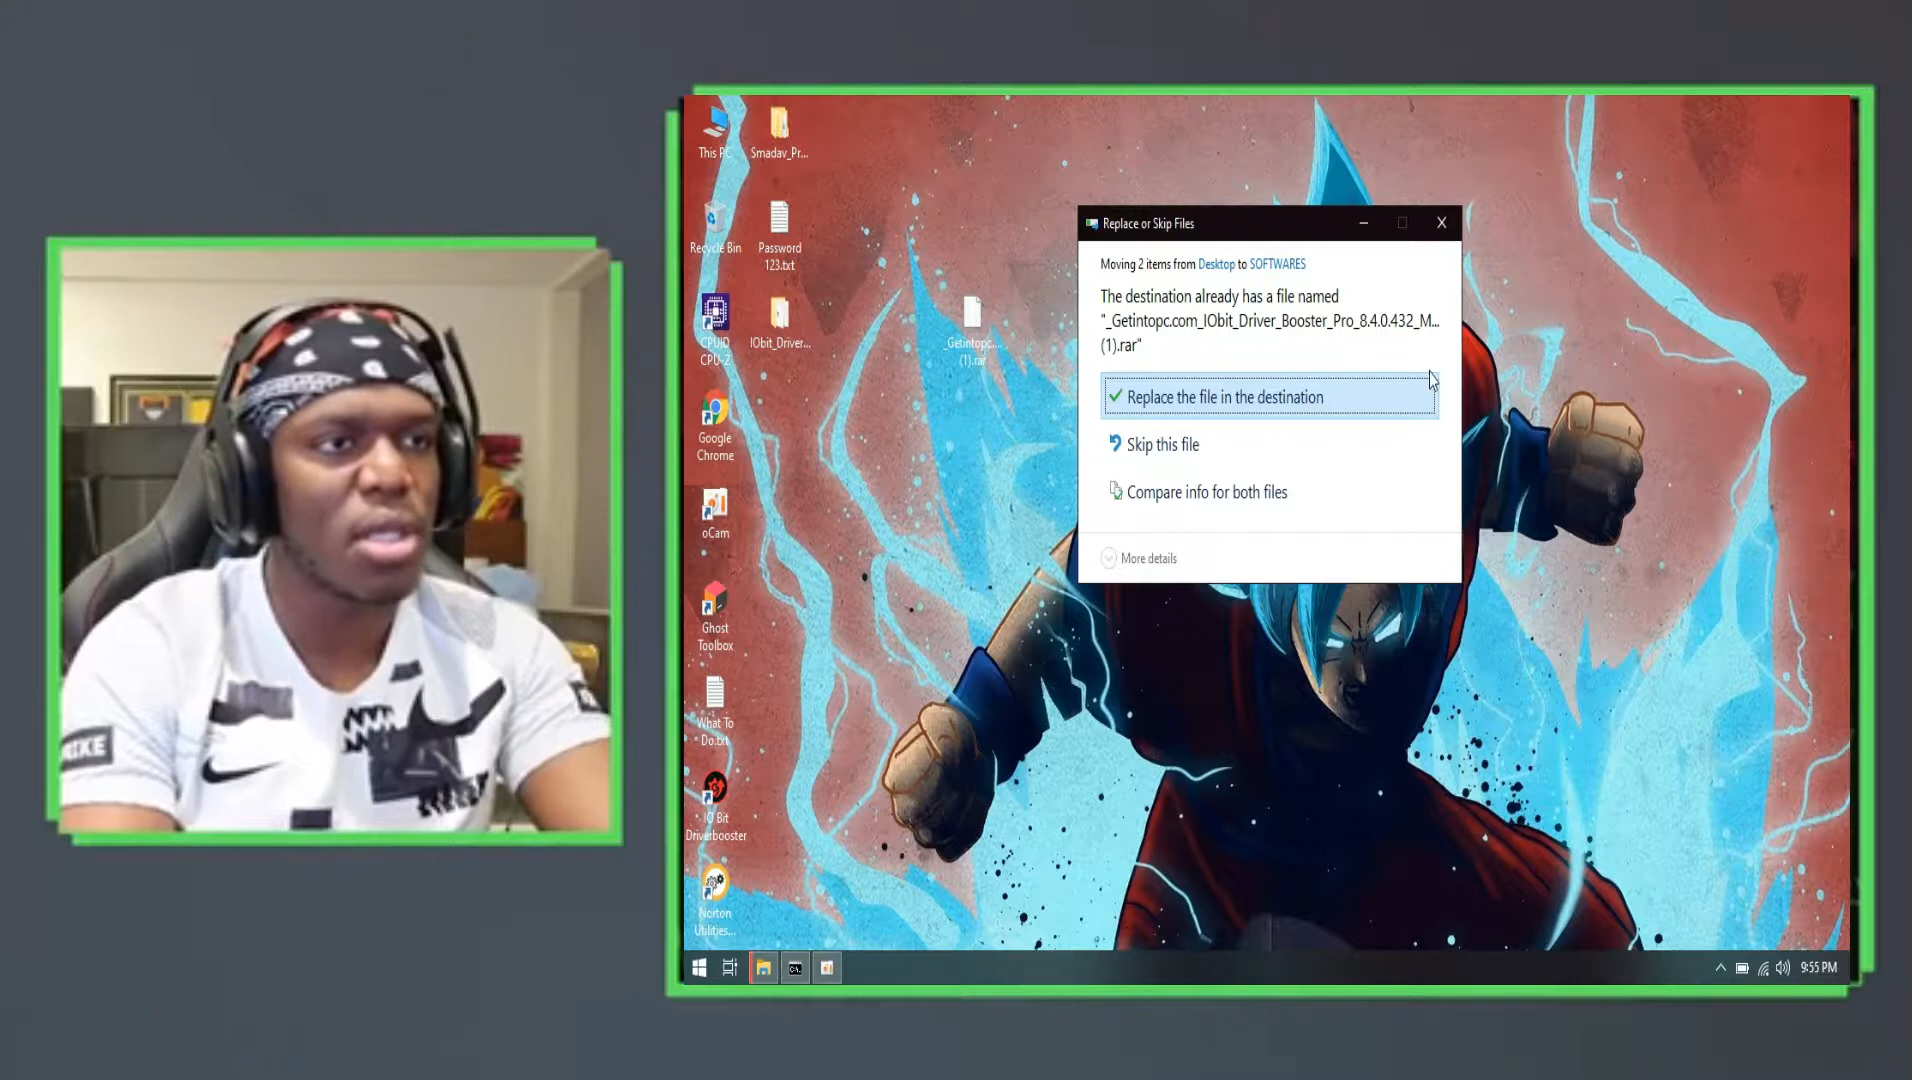 This PC
Smadav_Pr...
Recycle Bin
Password
123.txt
CPUID
CPU-Z
IObit_Driver...
_Getintopc....
(1).rar
Google
Chrome
oCam
Ghost
Toolbox
What To
Do.txt
IO Bit
Driverbooster
Norton
Utilities...
Replace or Skip Files
Moving 2 items from Desktop to SOFTWARES
The destination already has a file named
"_Getintopc.com_IObit_Driver_Booster_Pro_8.4.0.432_M...
(1).rar"
Replace the file in the destination
Skip this file
Compare info for both files
More details
9:55 PM